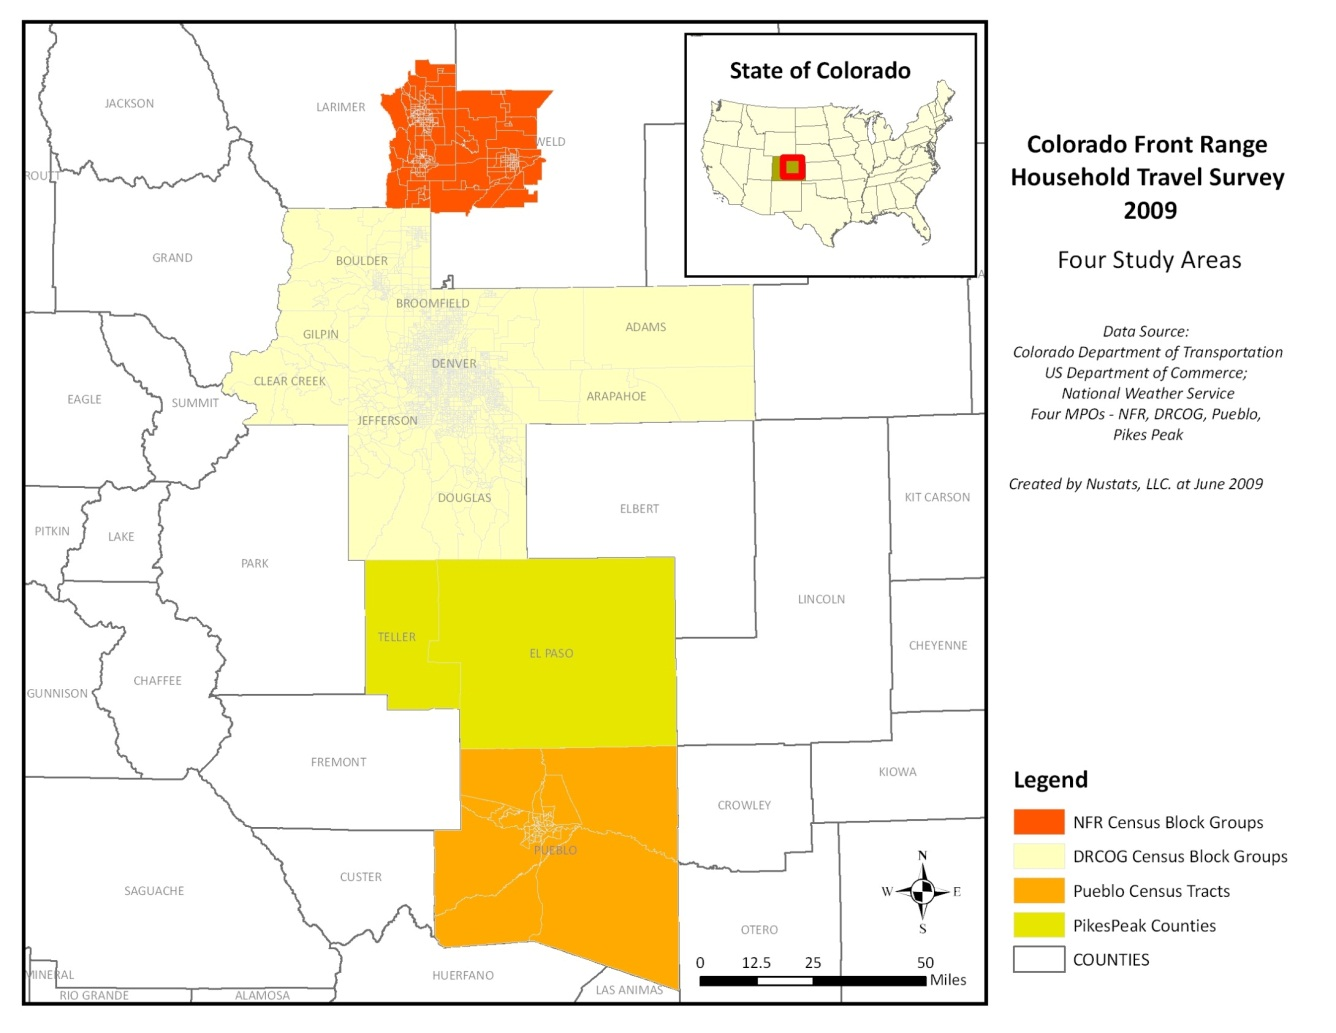 JACKSON
LARIMER
WELD
ROUTT
GRAND
BOULDER
BROOMFIELD
GILPIN
ADAMS
DENVER
CLEAR CREEK
EAGLE
SUMMIT
ARAPAHOE
JEFFERSON
DOUGLAS
ELBERT
KIT CARSON
PITKIN
LAKE
PARK
LINCOLN
TELLER
EL PASO
CHEYENNE
CHAFFEE
GUNNISON
FREMONT
KIOWA
CROWLEY
PUEBLO
CUSTER
SAGUACHE
OTERO
MINERAL
HUERFANO
RIO GRANDE
ALAMOSA
LAS ANIMAS
State of Colorado
N
W E
S
0 12.5 25 50
Miles
Colorado Front Range
Household Travel Survey
2009
Four Study Areas
Data Source:
Colorado Department of Transportation
US Department of Commerce;
National Weather Service
Four MPOs - NFR, DRCOG, Pueblo,
Pikes Peak
Created by Nustats, LLC. at June 2009
Legend
NFR Census Block Groups
DRCOG Census Block Groups
Pueblo Census Tracts
PikesPeak Counties
COUNTIES